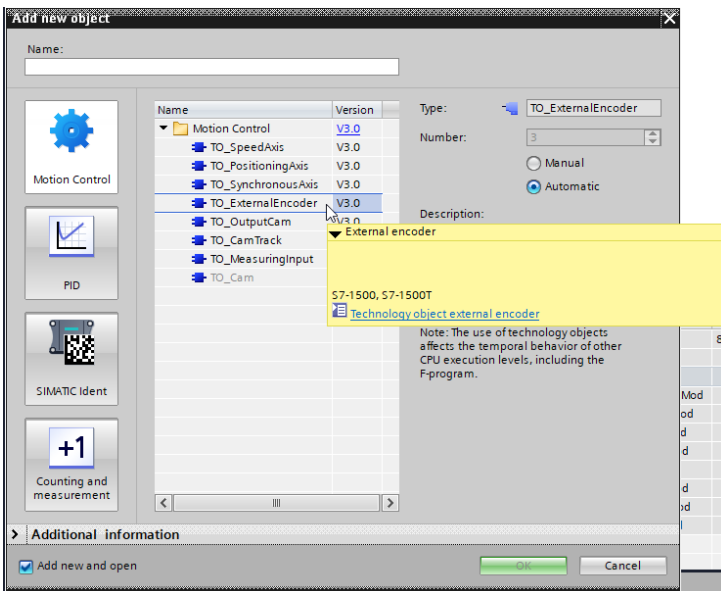 Add new object
Name:
Motion Control
PID
SIMATIC Ident
+1
Counting and
measurement
Name Version
Motion Control V3.0
TO_SpeedAxis V3.0
TO_PositioningAxis V3.0
TO_SynchronousAxis V3.0
TO_ExternalEncoder V3.0
TO_OutputCam V3.0
TO_CamTrack
TO_MeasuringInput
TO_Cam
Type: TO_ExternalEncoder
Number: 3
Manual
Automatic
Description:
External encoder
S7-1500, S7-1500T
Technology object external encoder
Note: The use of technology objects
affects the temporal behavior of other
CPU execution levels, including the
F-program.
Additional information
Add new and open
OK
Cancel
Mod
od
d
d
d
od